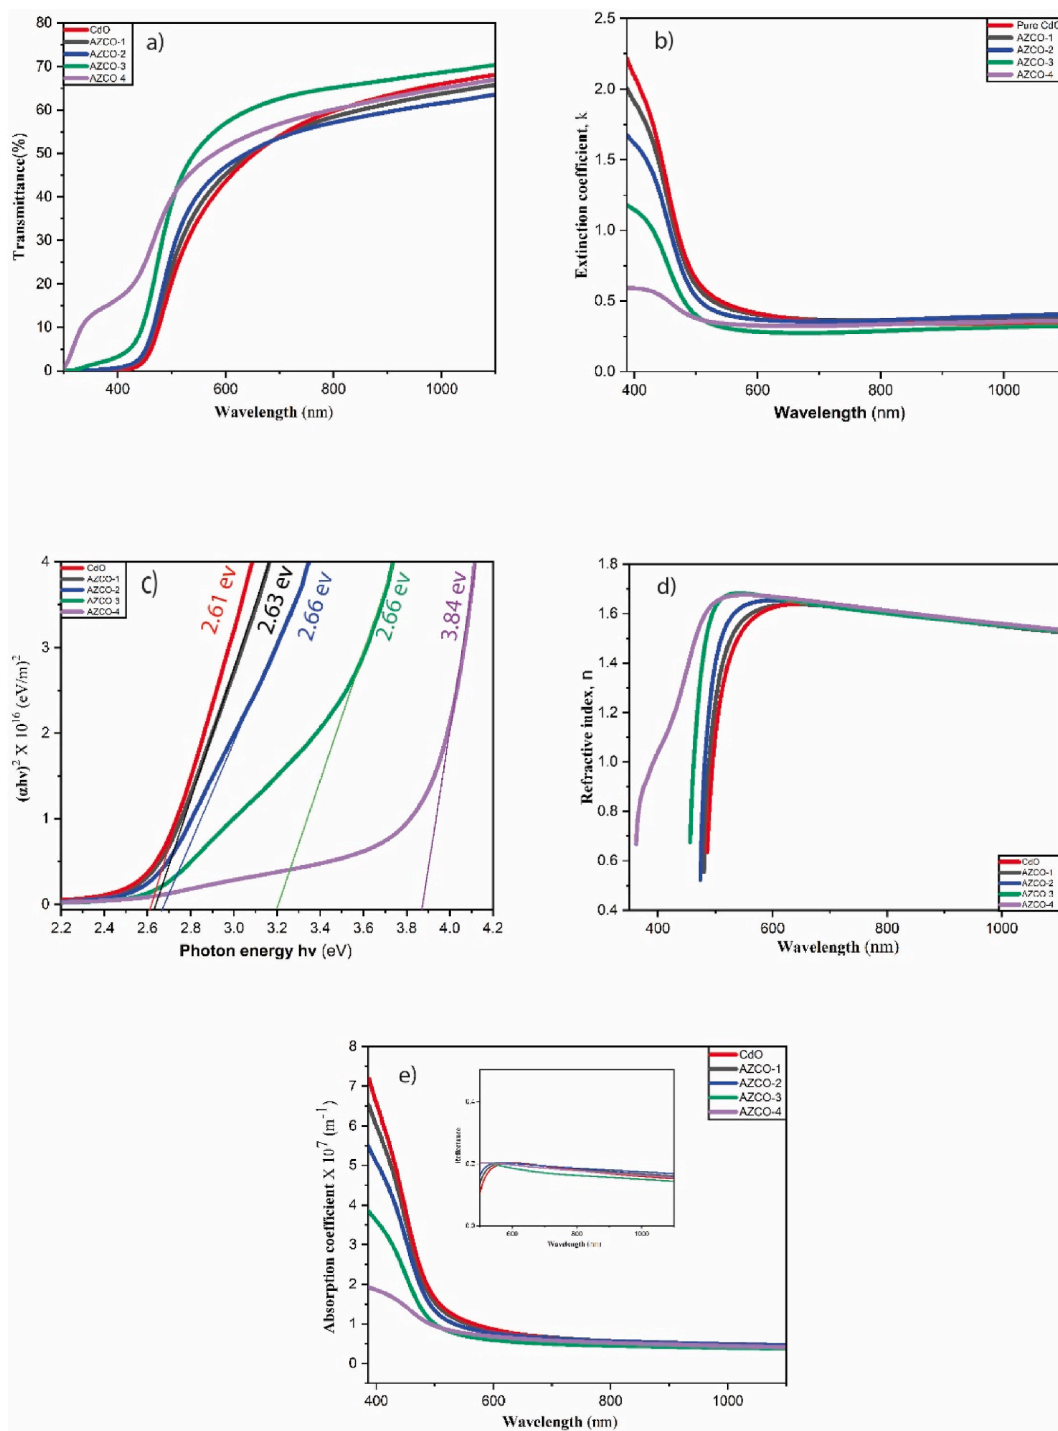 a)
CdO
AZCO-1
AZCO-2
AZCO-3
AZCO-4
80
70
60
50
40
30
20
10
0
Transmittance(%)
400
600
800
1000
Wavelength (nm)
b)
Pure CdO
AZCO-1
AZCO-2
AZCO-3
AZCO-4
2.5
2.0
1.5
1.0
0.5
0.0
Extinction coefficient, k
400
600
800
1000
Wavelength (nm)
c)
CdO
AZCO-1
AZCO-2
AZCO 3
AZCO-4
2.61 ev
2.63 ev
2.66 ev
2.66 ev
3.84 ev
4
3
2
1
0
(αhν)² X 10¹⁶ (eV/m)²
2.2
2.4
2.6
2.8
3.0
3.2
3.4
3.6
3.8
4.0
4.2
Photon energy hv (eV)
d)
1.8
1.6
1.4
1.2
1.0
0.8
0.6
0.4
Refractive index, n
CdO
AZCO-1
AZCO-2
AZCO-3
AZCO-4
400
600
800
1000
Wavelength (nm)
e)
CdO
AZCO-1
AZCO-2
AZCO-3
AZCO-4
8
7
6
5
4
3
2
1
0
Absorption coefficient X 10⁷ (m⁻¹)
Reflectance
600
800
1000
Wavelength (nm)
400
500
600
700
800
900
1000
Wavelength (nm)